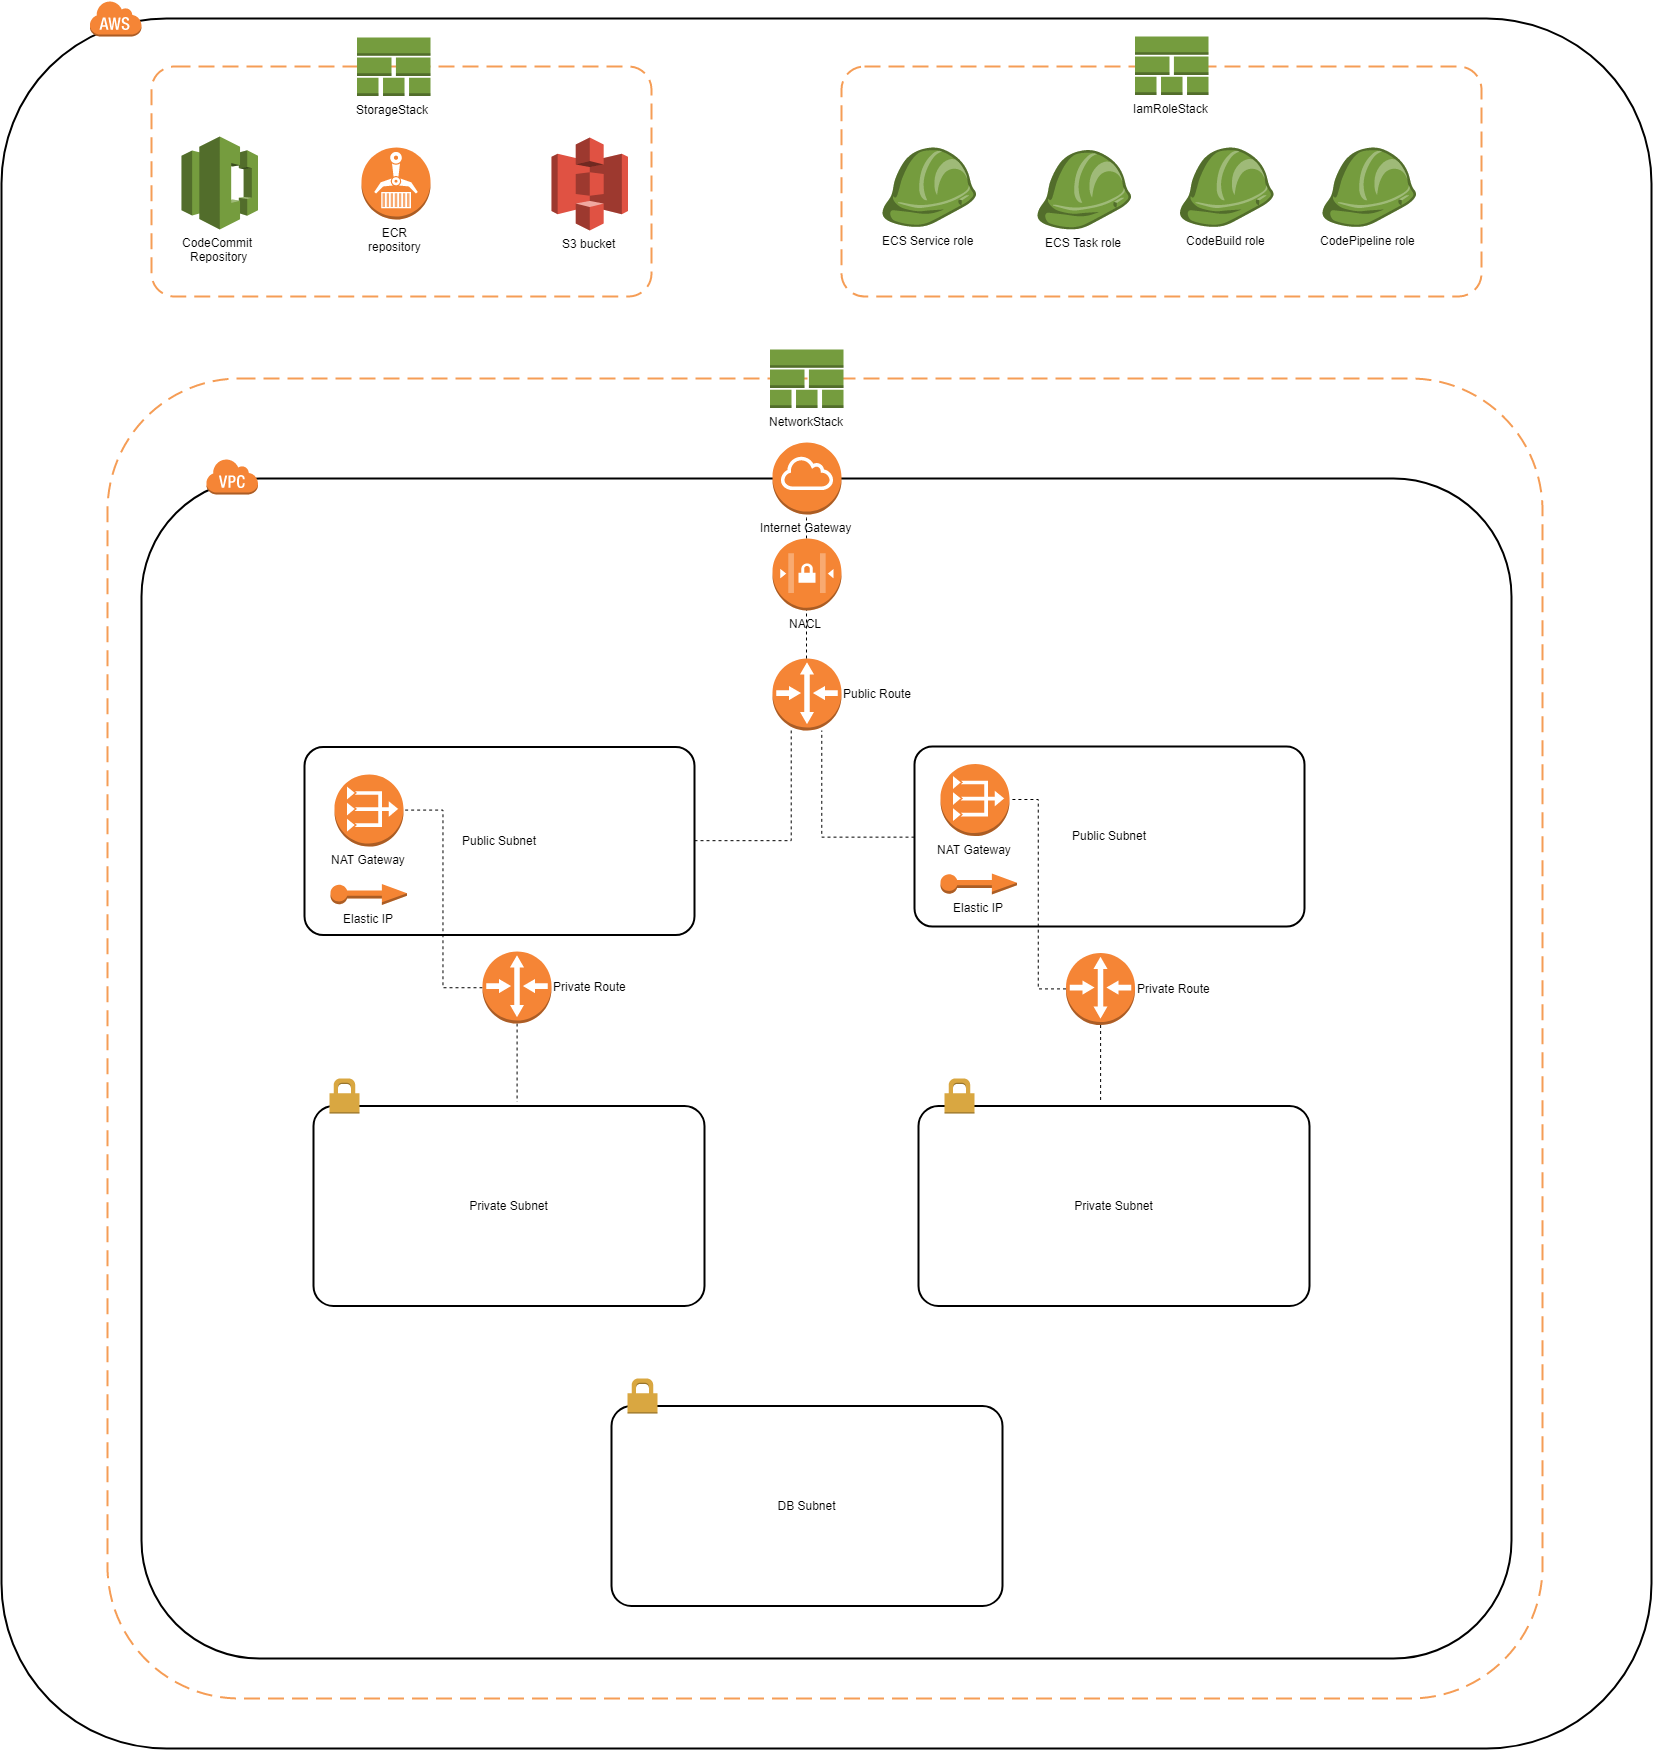 AWS
StorageStack
IamRoleStack
CodeCommit
Repository
ECR
repository
S3 bucket
ECS Service role
ECS Task role
CodeBuild role
CodePipeline role
NetworkStack
VPC
Internet Gateway
NACL
Public Route
NAT Gateway
Public Subnet
Elastic IP
NAT Gateway
Public Subnet
Elastic IP
Private Route
Private Route
Private Subnet
Private Subnet
DB Subnet